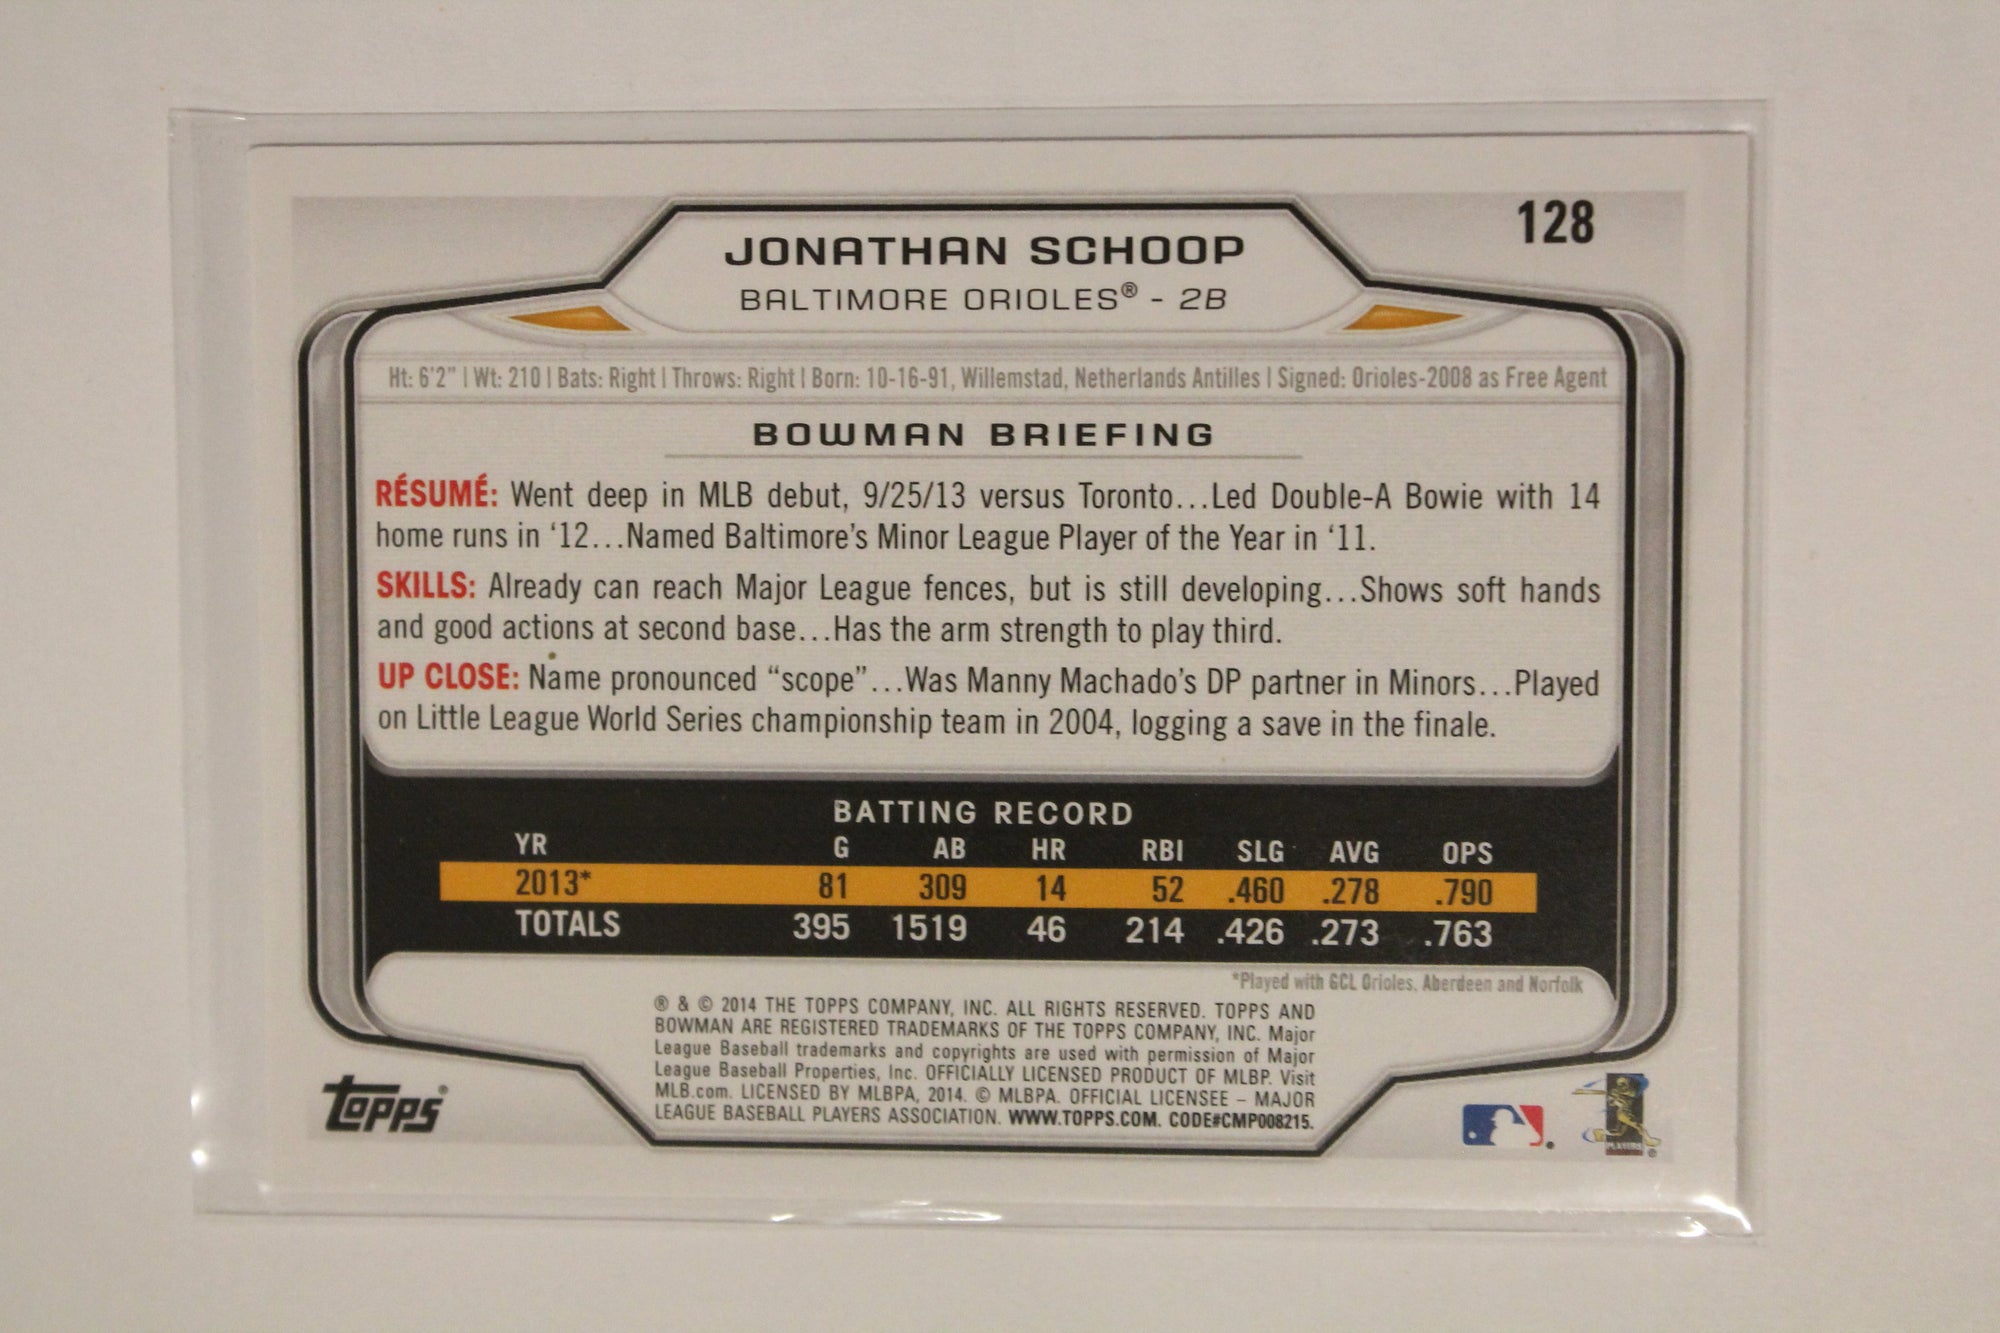 128
JONATHAN SCHOOP
BALTIMORE ORIOLES® - 2B
Ht: 6'2" | Wt: 210 | Bats: Right | Throws: Right | Born: 10-16-91, Willemstad, Netherlands Antilles | Signed: Orioles-2008 as Free Agent
BOWMAN BRIEFING
RÉSUMÉ: Went deep in MLB debut, 9/25/13 versus Toronto...Led Double-A Bowie with 14
home runs in ‘12...Named Baltimore's Minor League Player of the Year in ‘11.
SKILLS: Already can reach Major League fences, but is still developing...Shows soft hands
and good actions at second base...Has the arm strength to play third.
UP CLOSE: Name pronounced “scope”...Was Manny Machado's DP partner in Minors...Played
on Little League World Series championship team in 2004, logging a save in the finale.
BATTING RECORD
YR G AB HR RBI SLG AVG OPS
2013* 81 309 14 52 .460 .278 .790
TOTALS 395 1519 46 214 .426 .273 .763
*Played with GCL Orioles, Aberdeen and Norfolk
® & © 2014 THE TOPPS COMPANY, INC. ALL RIGHTS RESERVED. TOPPS AND
BOWMAN ARE REGISTERED TRADEMARKS OF THE TOPPS COMPANY, INC. Major
League Baseball trademarks and copyrights are used with permission of Major
League Baseball Properties, Inc. OFFICIALLY LICENSED PRODUCT OF MLBP. Visit
MLB.com. LICENSED BY MLBPA, 2014. © MLBPA. OFFICIAL LICENSEE – MAJOR
LEAGUE BASEBALL PLAYERS ASSOCIATION. WWW.TOPPS.COM. CODE#CMP008215.
Topps®
PLAYERS ®